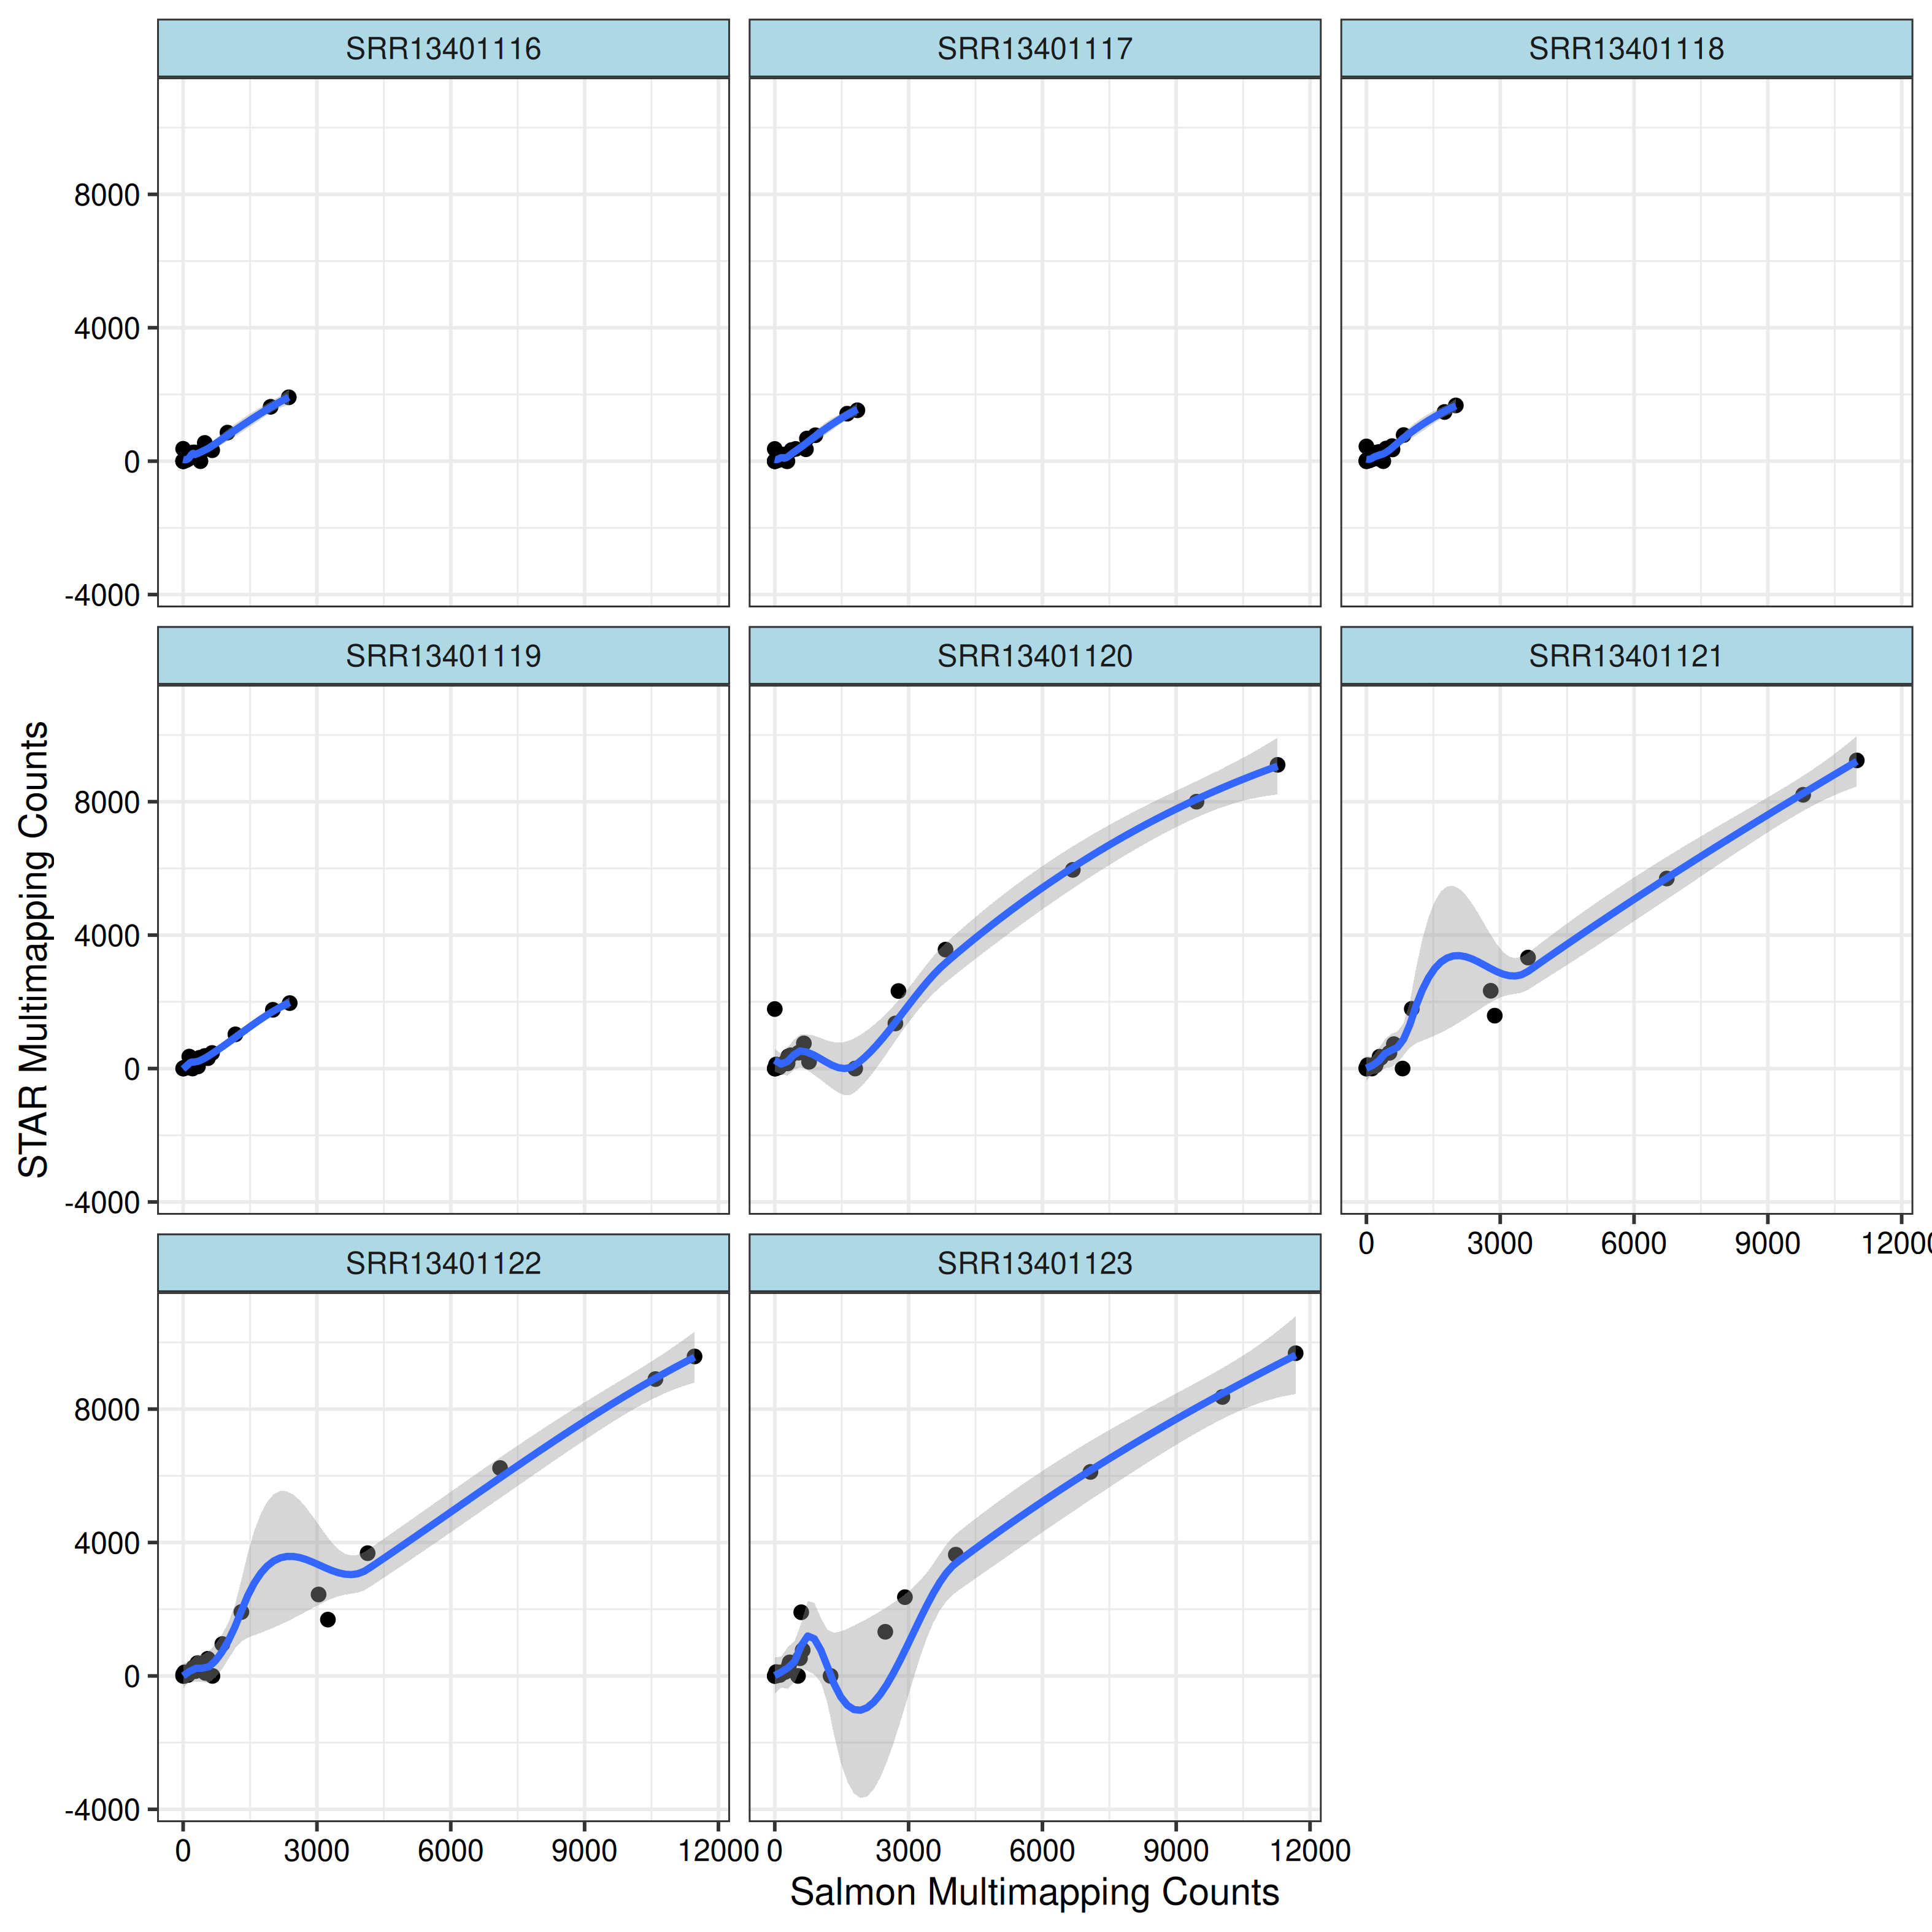 SRR13401116 SRR13401117 SRR13401118
8000
4000
0
-4000
SRR13401119 SRR13401120 SRR13401121
STAR Multimapping Counts
8000
4000
0
-4000
0 3000 6000 9000 12000
SRR13401122 SRR13401123
8000
4000
0
-4000
0 3000 6000 9000 12000 0 3000 6000 9000 12000
Salmon Multimapping Counts